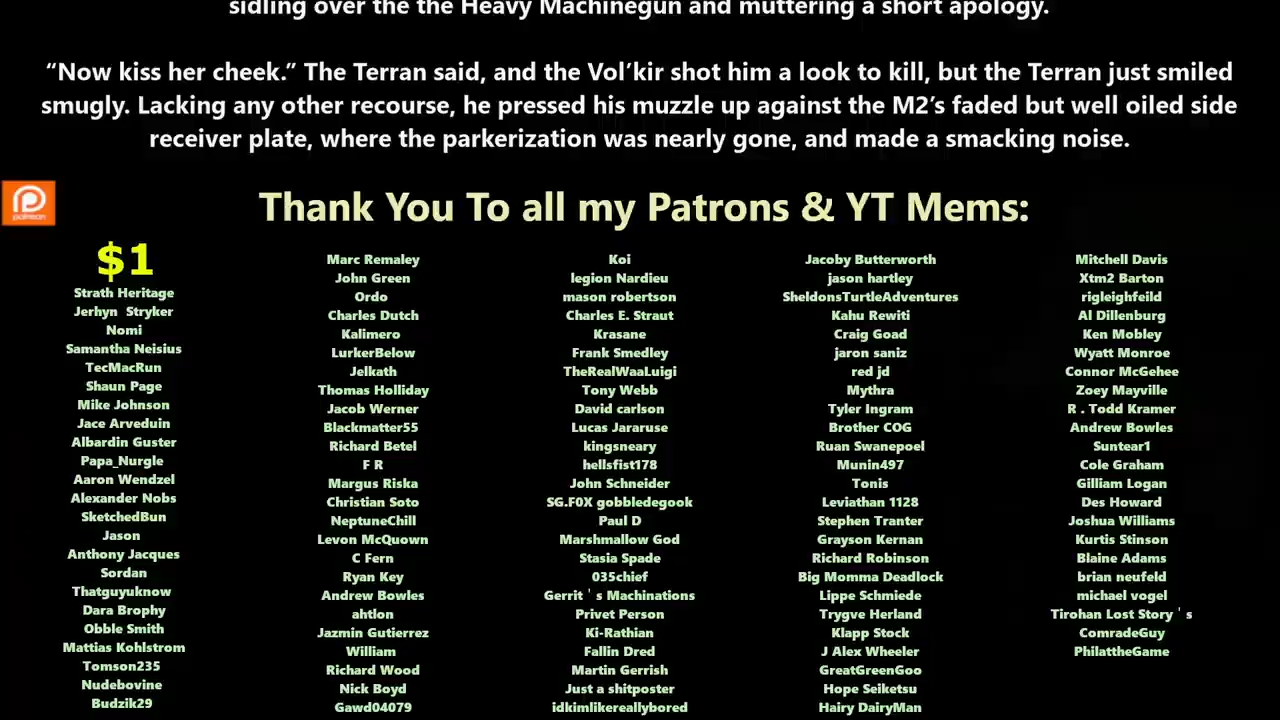 sidling over the the Heavy Machinegun and muttering a short apology.
“Now kiss her cheek.” The Terran said, and the Vol’kir shot him a look to kill, but the Terran just smiled
smugly. Lacking any other recourse, he pressed his muzzle up against the M2’s faded but well oiled side
receiver plate, where the parkerization was nearly gone, and made a smacking noise.
patreon
Thank You To all my Patrons & YT Mems:
$1
Strath Heritage
Jerhyn Stryker
Nomi
Samantha Neisius
TecMacRun
Shaun Page
Mike Johnson
Jace Arveduin
Albardin Guster
Papa_Nurgle
Aaron Wendzel
Alexander Nobs
SketchedBun
Jason
Anthony Jacques
Sordan
Thatguyuknow
Dara Brophy
Obble Smith
Mattias Kohlstrom
Tomson235
Nudebovine
Budzik29
Marc Remaley
John Green
Ordo
Charles Dutch
Kalimero
LurkerBelow
Jelkath
Thomas Holliday
Jacob Werner
Blackmatter55
Richard Betel
F R
Margus Riska
Christian Soto
NeptuneChill
Levon McQuown
C Fern
Ryan Key
Andrew Bowles
ahtlon
Jazmin Gutierrez
William
Richard Wood
Nick Boyd
Gawd04079
Koi
legion Nardieu
mason robertson
Charles E. Straut
Krasane
Frank Smedley
TheRealWaaLuigi
Tony Webb
David carlson
Lucas Jararuse
kingsneary
hellsfist178
John Schneider
SG.F0X gobbledegook
Paul D
Marshmallow God
Stasia Spade
035chief
Gerrit ' s Machinations
Privet Person
Ki-Rathian
Fallin Dred
Martin Gerrish
Just a shitposter
idkimlikereallybored
Jacoby Butterworth
jason hartley
SheldonsTurtleAdventures
Kahu Rewiti
Craig Goad
jaron saniz
red jd
Mythra
Tyler Ingram
Brother COG
Ruan Swanepoel
Munin497
Tonis
Leviathan 1128
Stephen Tranter
Grayson Kernan
Richard Robinson
Big Momma Deadlock
Lippe Schmiede
Trygve Herland
Klapp Stock
J Alex Wheeler
GreatGreenGoo
Hope Seiketsu
Hairy DairyMan
Mitchell Davis
Xtm2 Barton
rigleighfeild
Al Dillenburg
Ken Mobley
Wyatt Monroe
Connor McGehee
Zoey Mayville
R . Todd Kramer
Andrew Bowles
Suntear1
Cole Graham
Gilliam Logan
Des Howard
Joshua Williams
Kurtis Stinson
Blaine Adams
brian neufeld
michael vogel
Tirohan Lost Story ' s
ComradeGuy
PhilattheGame